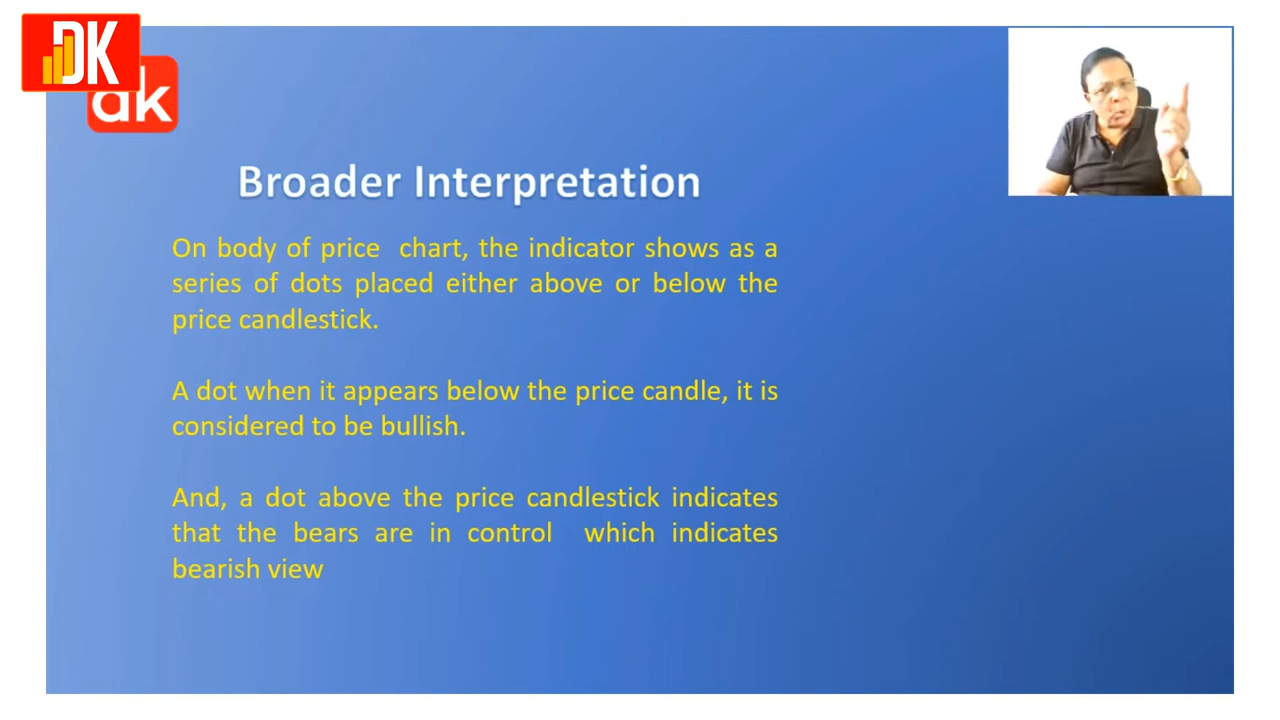 DK
dk
Broader Interpretation
On body of price chart, the indicator shows as a
series of dots placed either above or below the
price candlestick.
A dot when it appears below the price candle, it is
considered to be bullish.
And, a dot above the price candlestick indicates
that the bears are in control which indicates
bearish view